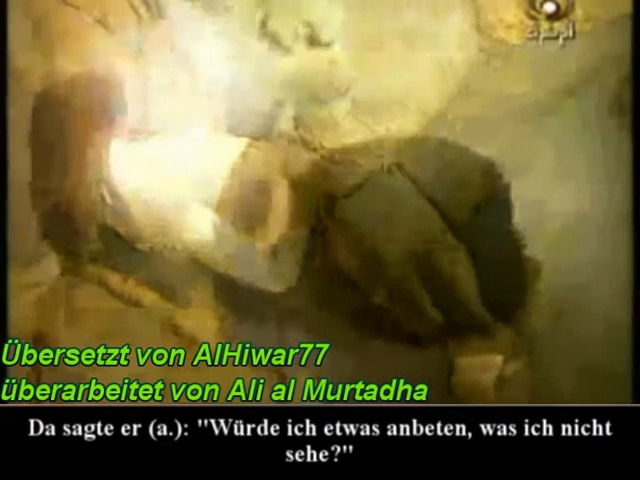 Übersetzt von AlHiwar77
überarbeitet von Ali al Murtadha
Da sagte er (a.): "Würde ich etwas anbeten, was ich nicht
sehe?"